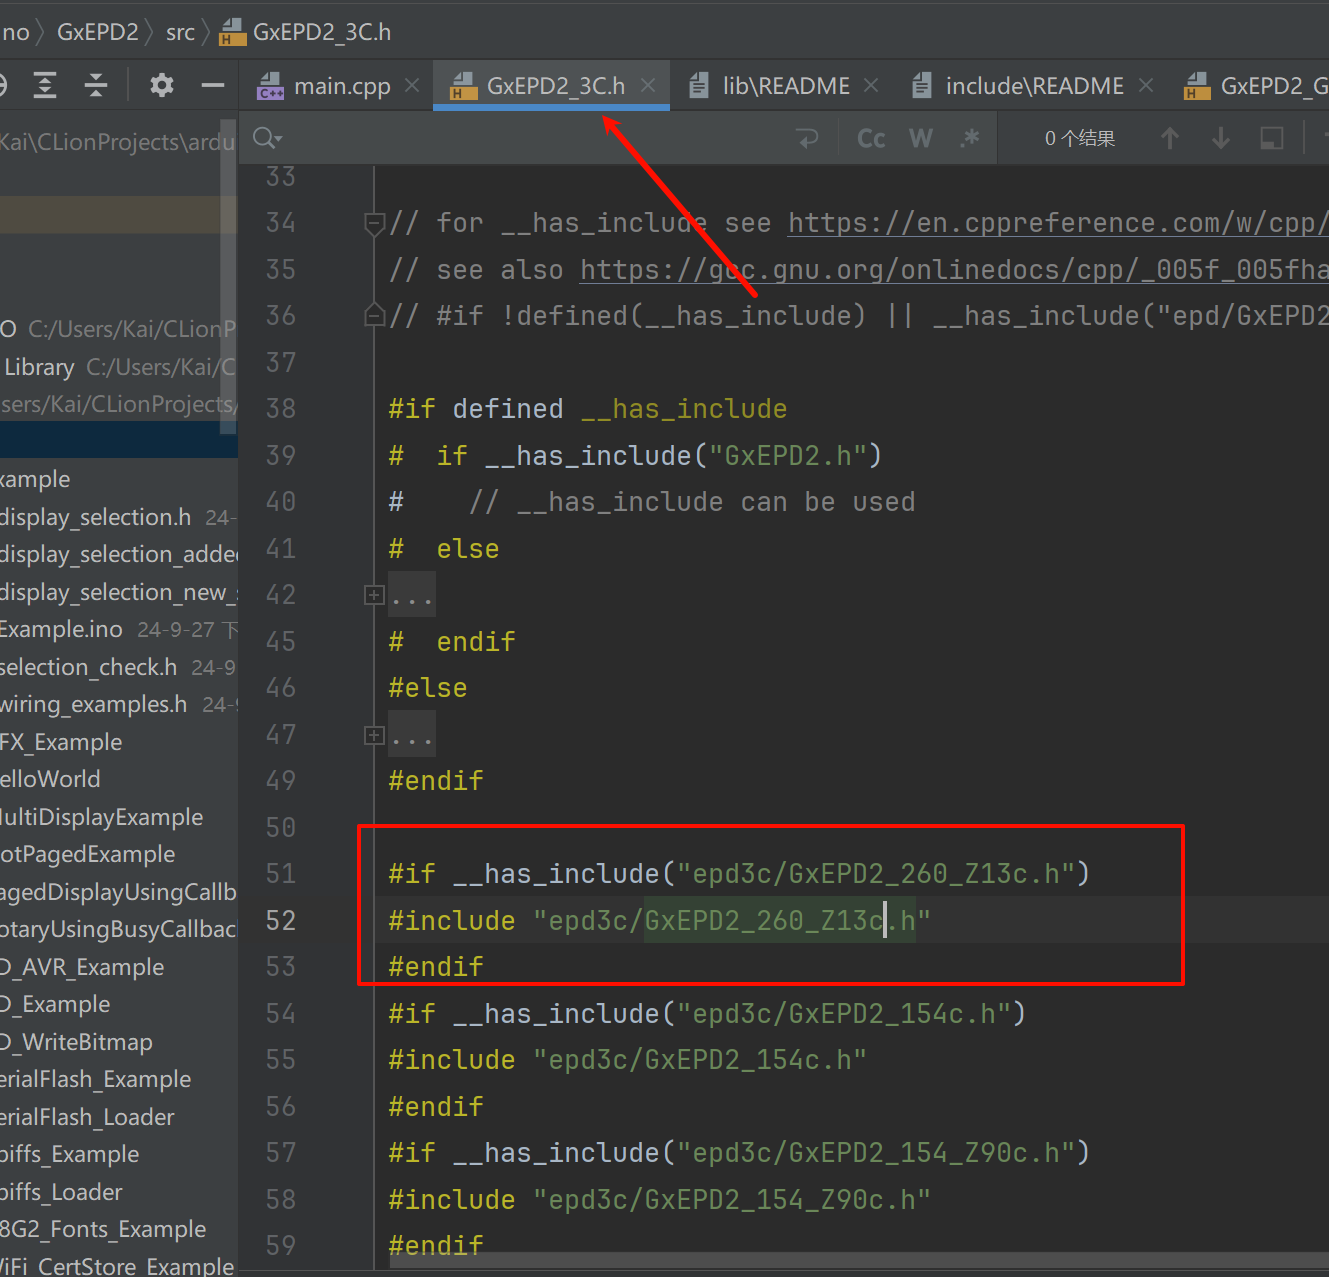 no 〉 GxEPD2 〉 src 〉 GxEPD2_3C.h
main.cpp × GxEPD2_3C.h × lib\README × include\README × GxEPD2_G
Cc W .* 0 个结果
Kai\CLionProjects\ardu
O C:/Users/Kai/CLionP
Library C:/Users/Kai/C
sers/Kai/CLionProjects/
xample
display_selection.h 24-
display_selection_added
display_selection_new_s
Example.ino 24-9-27 下
selection_check.h 24-9
wiring_examples.h 24-9
FX_Example
elloWorld
MultiDisplayExample
otPagedExample
agedDisplayUsingCallb
otaryUsingBusyCallbac
D_AVR_Example
D_Example
D_WriteBitmap
erialFlash_Example
erialFlash_Loader
piffs_Example
piffs_Loader
8G2_Fonts_Example
ViFi_CertStore_Example
33
34 // for __has_include see https://en.cppreference.com/w/cpp/
35 // see also https://gcc.gnu.org/onlinedocs/cpp/_005f_005fha
36 // #if !defined(__has_include) || __has_include("epd/GxEPD2
37
38 #if defined __has_include
39 #  if __has_include("GxEPD2.h")
40 #    // __has_include can be used
41 #  else
42 ...
45 #  endif
46 #else
47 ...
49 #endif
50
51 #if __has_include("epd3c/GxEPD2_260_Z13c.h")
52 #include "epd3c/GxEPD2_260_Z13c.h"
53 #endif
54 #if __has_include("epd3c/GxEPD2_154c.h")
55 #include "epd3c/GxEPD2_154c.h"
56 #endif
57 #if __has_include("epd3c/GxEPD2_154_Z90c.h")
58 #include "epd3c/GxEPD2_154_Z90c.h"
59 #endif